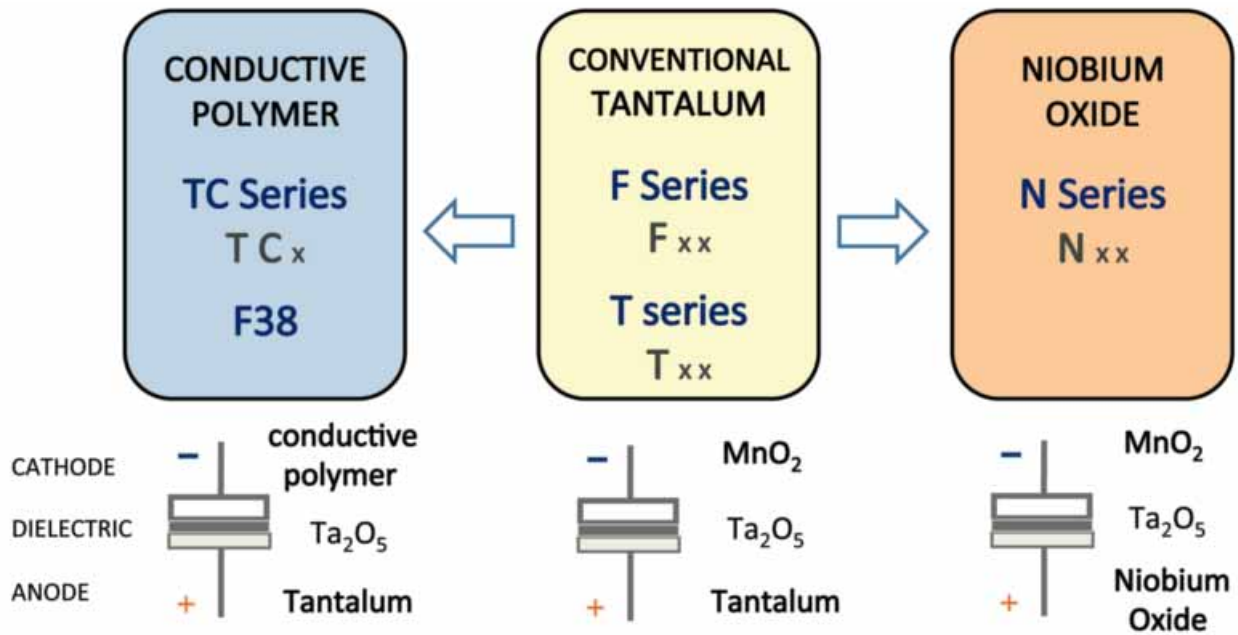 CONDUCTIVE
POLYMER
TC Series
T C x
F38
CONVENTIONAL
TANTALUM
F Series
F x x
T series
T x x
NIOBIUM
OXIDE
N Series
N x x
CATHODE
DIELECTRIC
ANODE
–
conductive
polymer
Ta₂O₅
+
Tantalum
–
MnO₂
Ta₂O₅
+
Tantalum
–
MnO₂
Ta₂O₅
+
Niobium
Oxide